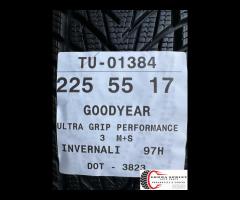 TU-01384
225 55 17
GOODYEAR
ULTRA GRIP PERFORMANCE
3 M+S
INVERNALI 97H
DOT - 3823